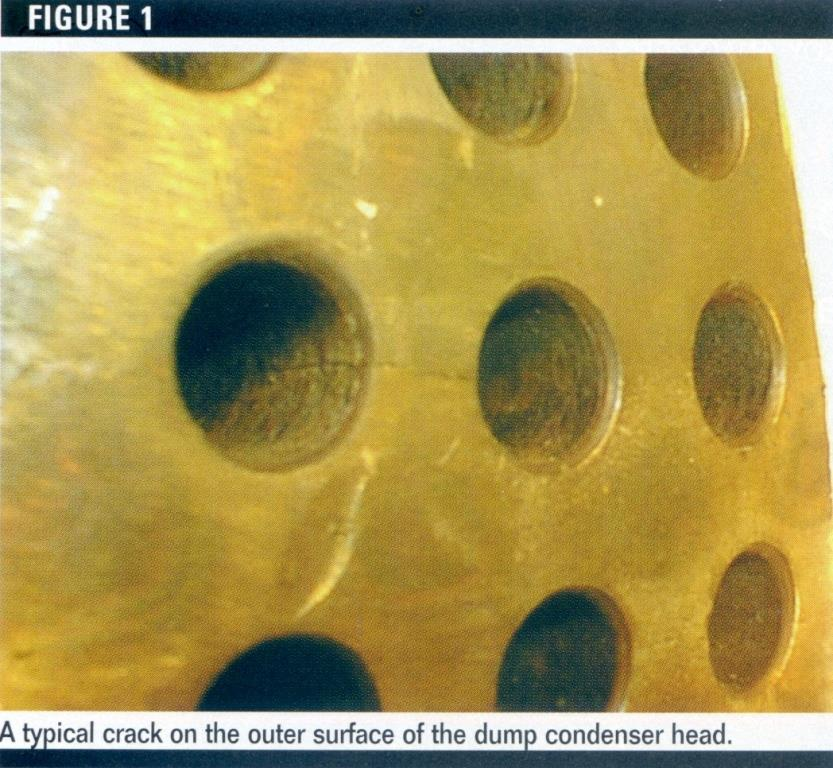 FIGURE 1
A typical crack on the outer surface of the dump condenser head.